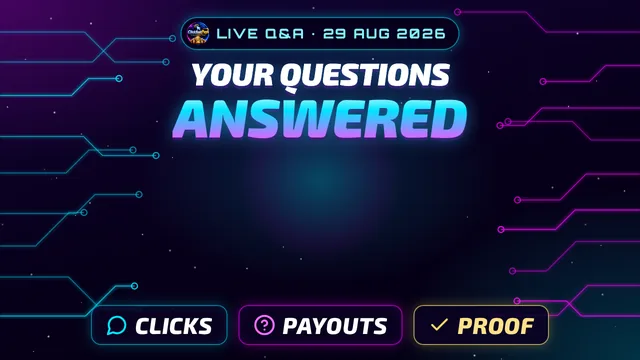 LIVE Q&A · 29 AUG 2026
YOUR QUESTIONS
ANSWERED
CLICKS
PAYOUTS
PROOF